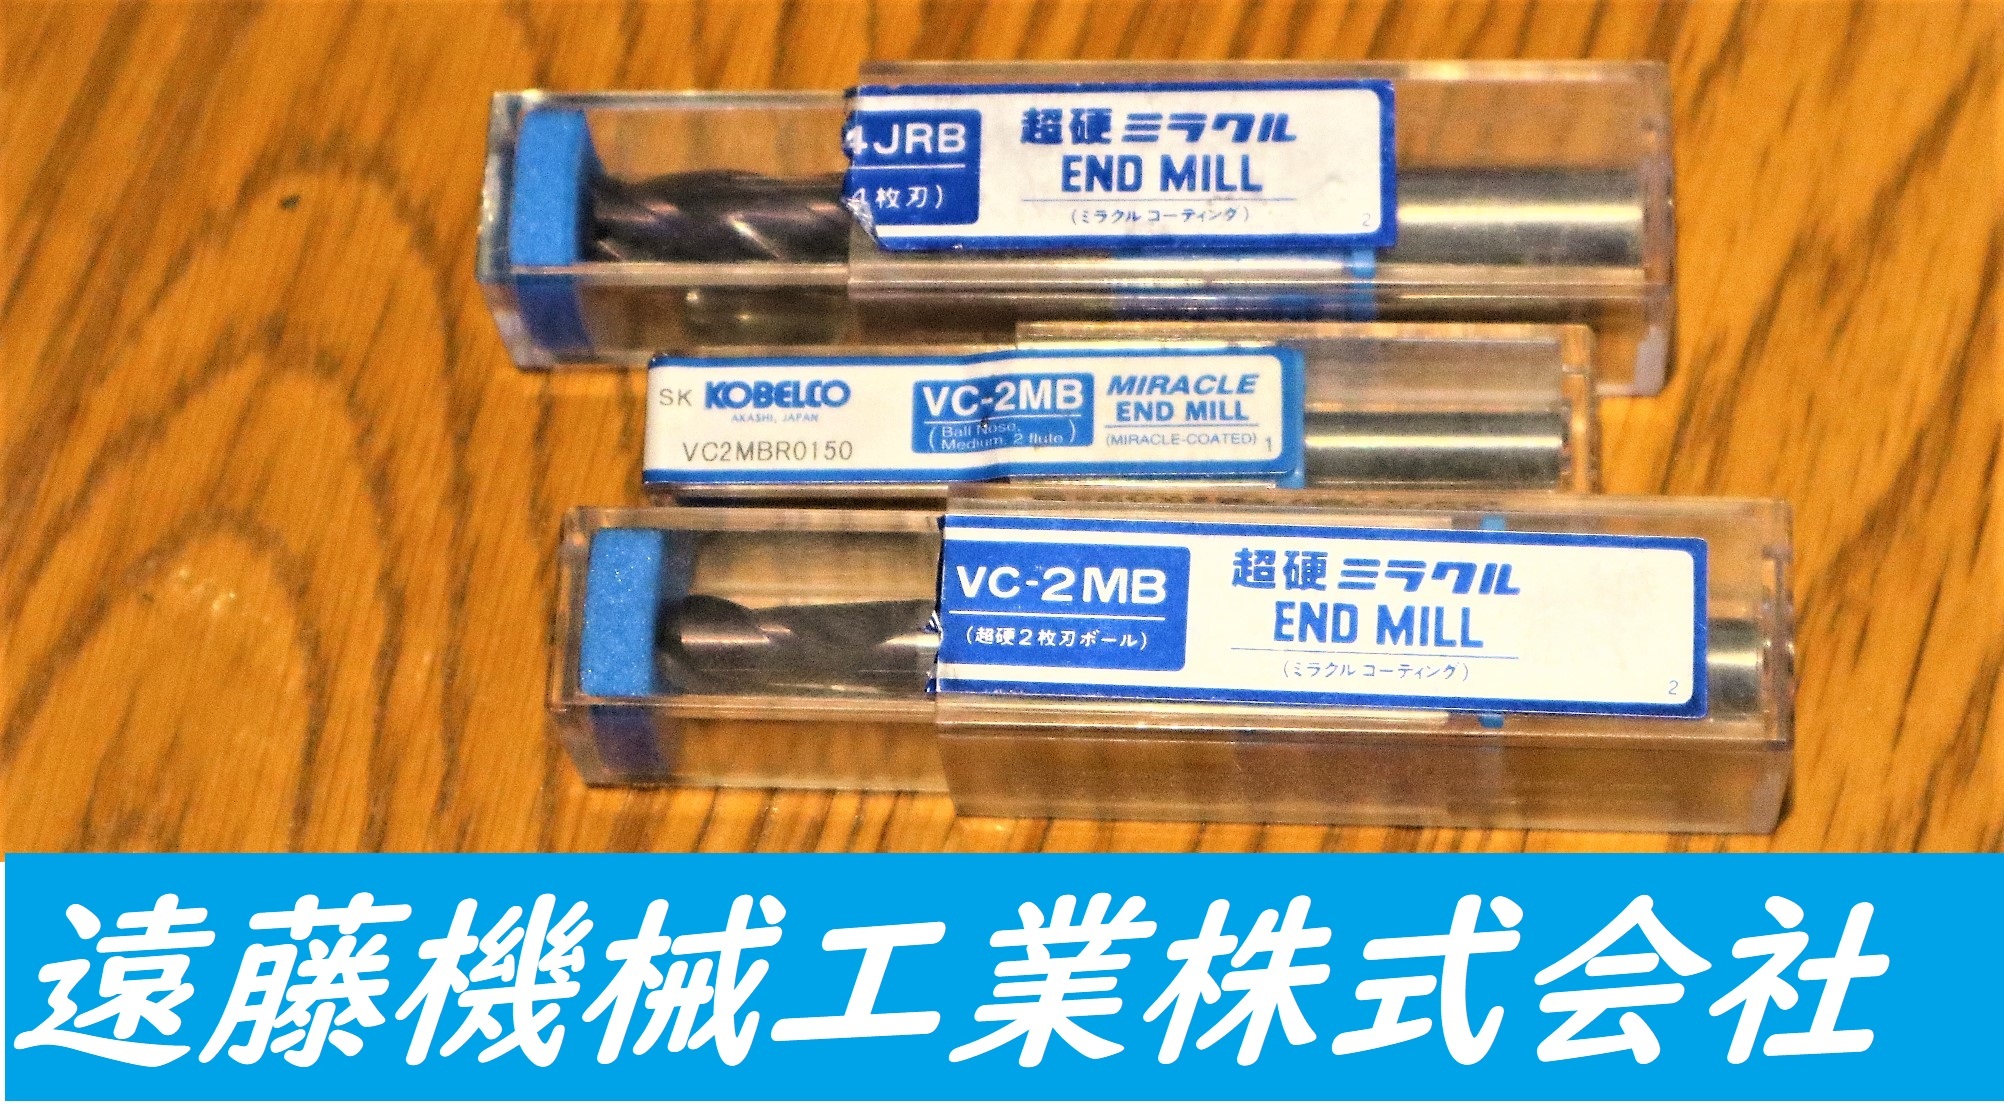 4JRB
4枚刃)
超硬ミラクル
END MILL
(ミラクル コーティング)
2
SK KOBELCO
AKASHI, JAPAN
VC2MBR0150
VC-2MB
(Ball Nose,
Medium, 2 flute)
MIRACLE
END MILL
(MIRACLE-COATED)
1
VC-2MB
(超硬2枚刃ボール)
超硬ミラクル
END MILL
(ミラクル コーティング)
2
遠藤機械工業株式会社